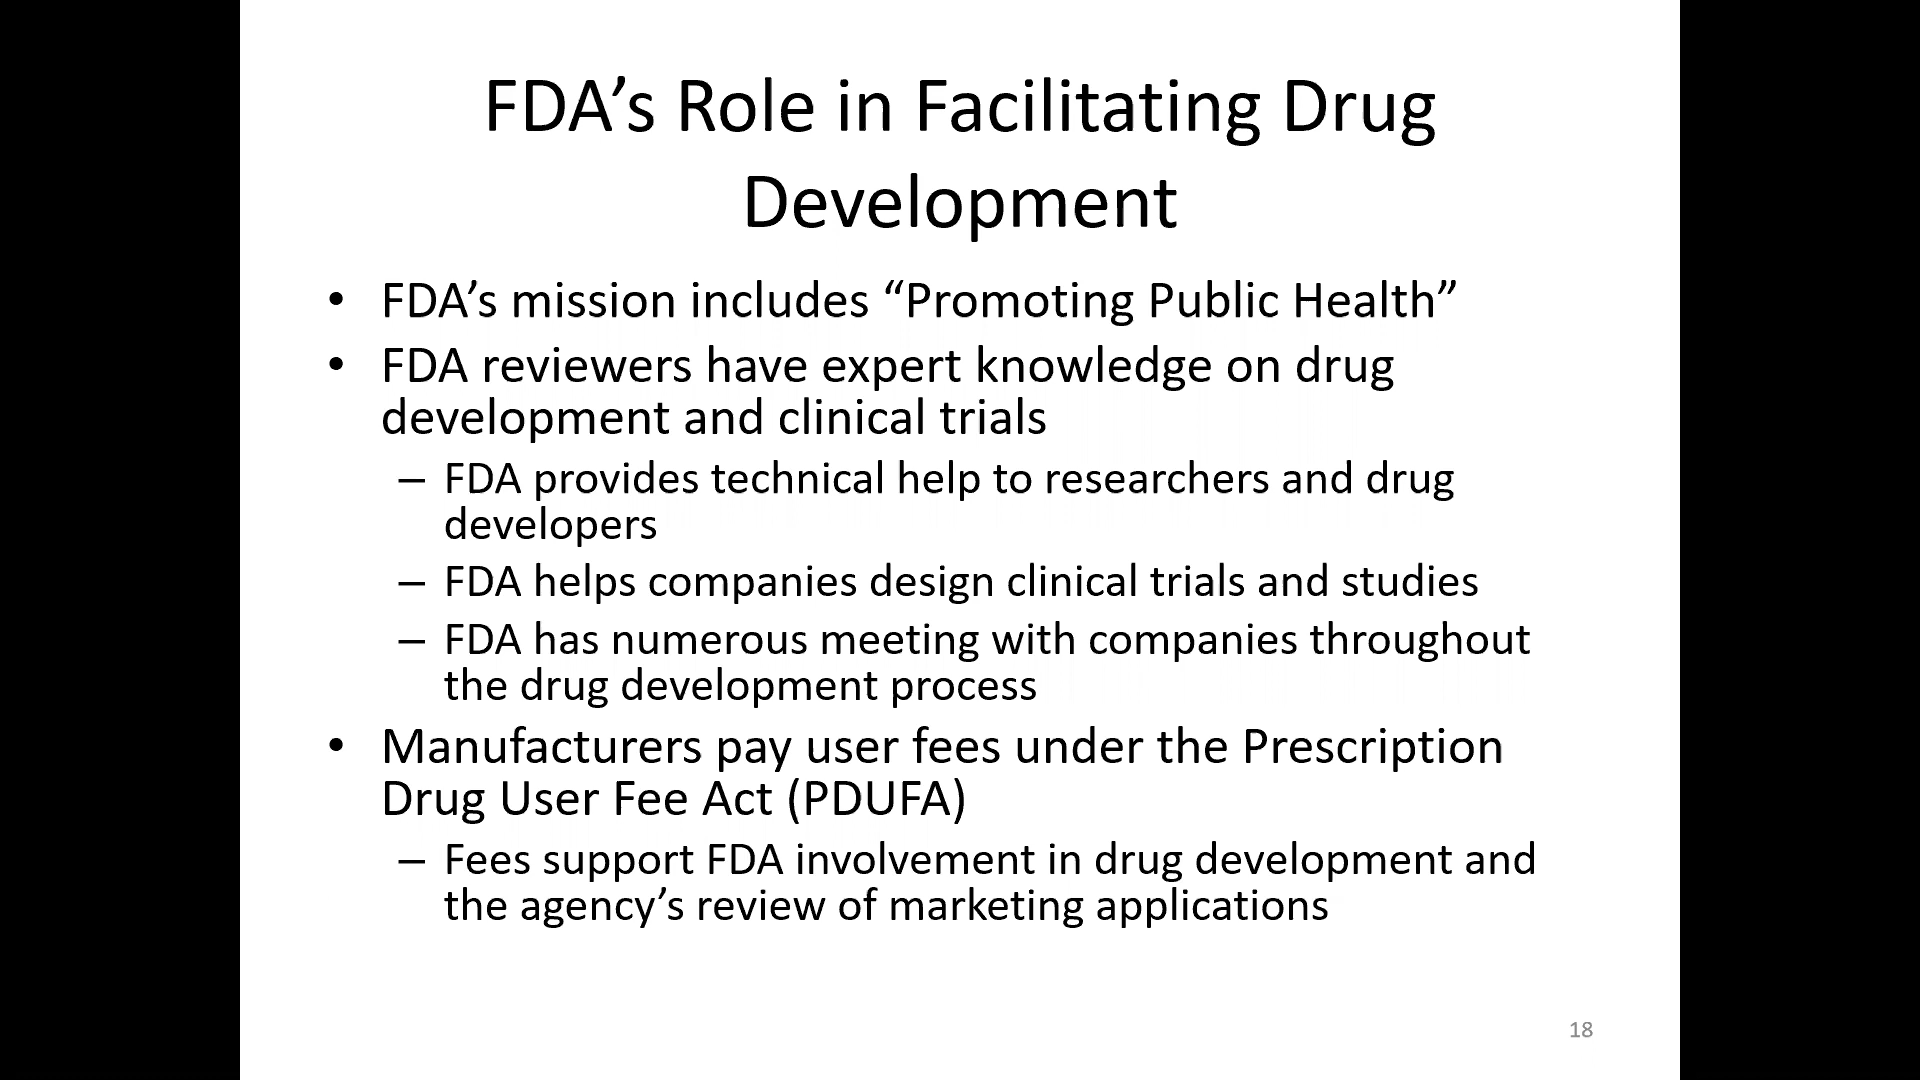 FDA’s Role in Facilitating Drug
Development
• FDA’s mission includes “Promoting Public Health”
• FDA reviewers have expert knowledge on drug
development and clinical trials
– FDA provides technical help to researchers and drug
developers
– FDA helps companies design clinical trials and studies
– FDA has numerous meeting with companies throughout
the drug development process
• Manufacturers pay user fees under the Prescription
Drug User Fee Act (PDUFA)
– Fees support FDA involvement in drug development and
the agency’s review of marketing applications
18